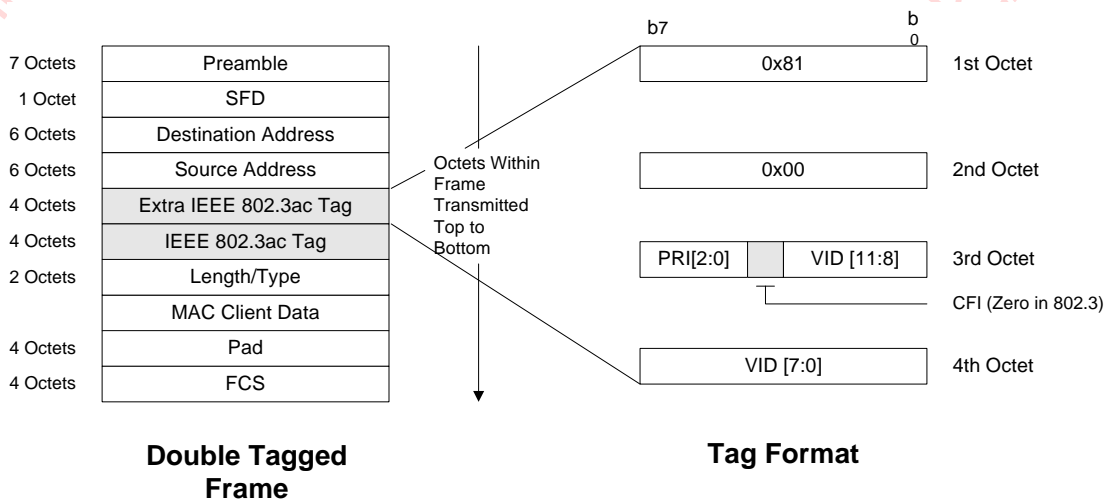 7 Octets
Preamble
1 Octet
SFD
6 Octets
Destination Address
6 Octets
Source Address
4 Octets
Extra IEEE 802.3ac Tag
4 Octets
IEEE 802.3ac Tag
2 Octets
Length/Type
MAC Client Data
4 Octets
Pad
4 Octets
FCS
Octets Within
Frame
Transmitted
Top to
Bottom
Double Tagged
Frame
b7
b
0
0x81
1st Octet
0x00
2nd Octet
PRI[2:0]
VID [11:8]
3rd Octet
CFI (Zero in 802.3)
VID [7:0]
4th Octet
Tag Format